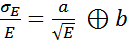 σ_E/E = a/√E ⊕ b